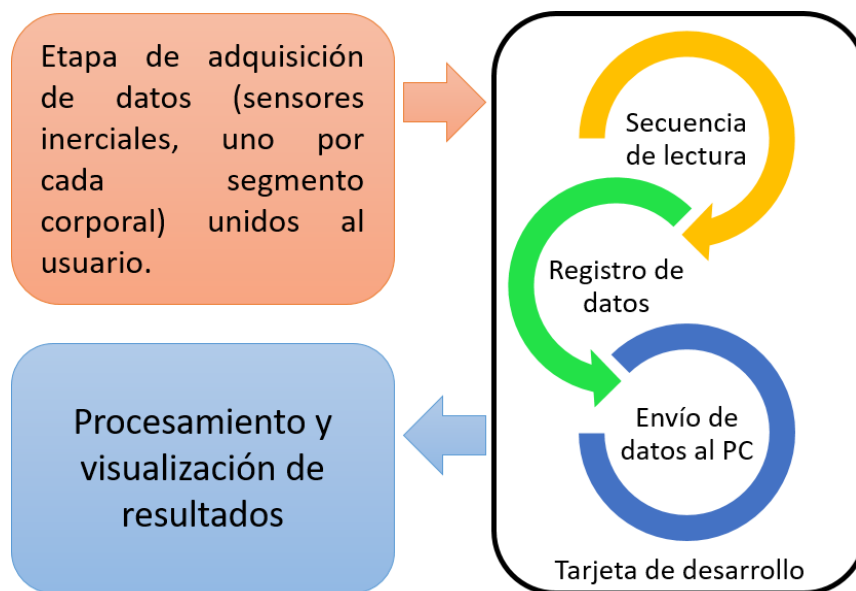 Etapa de adquisición
de datos (sensores
inerciales, uno por
cada segmento
corporal) unidos al
usuario.
Secuencia
de lectura
Registro de
datos
Envío de
datos al PC
Tarjeta de desarrollo
Procesamiento y
visualización de
resultados